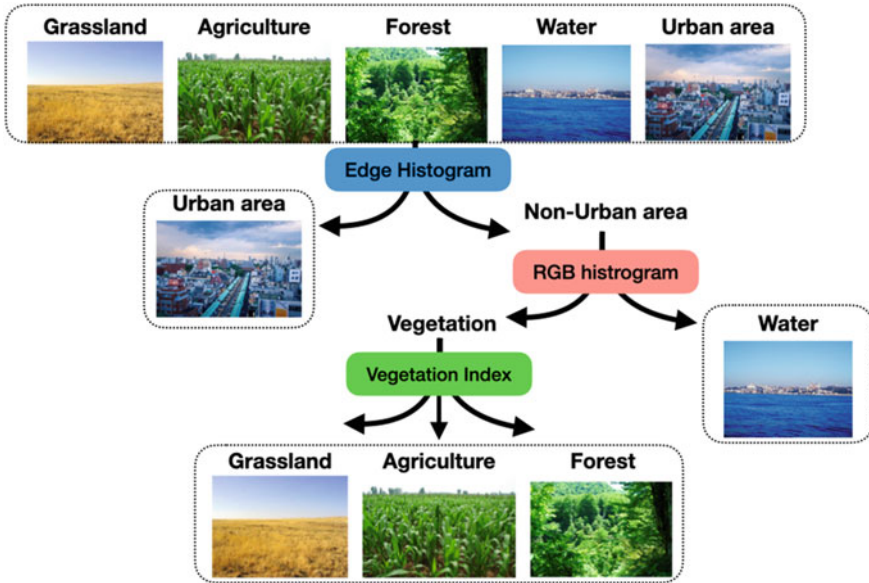 Grassland
Agriculture
Forest
Water
Urban area
Edge Histogram
Urban area
Non-Urban area
RGB histrogram
Vegetation
Water
Vegetation Index
Grassland
Agriculture
Forest